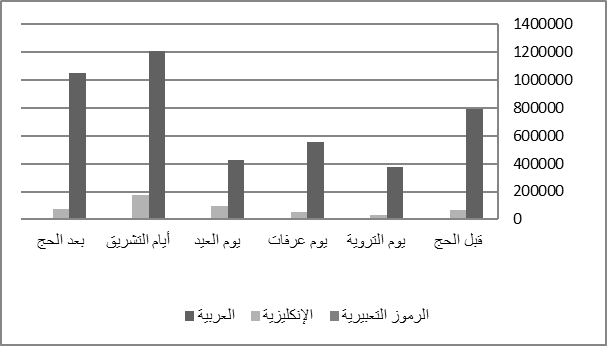 1400000
1200000
1000000
800000
600000
400000
200000
0
قبل الحج
يوم التروية
يوم عرفات
يوم العيد
أيام التشريق
بعد الحج
الرموز التعبيرية الإنكليزية العربية